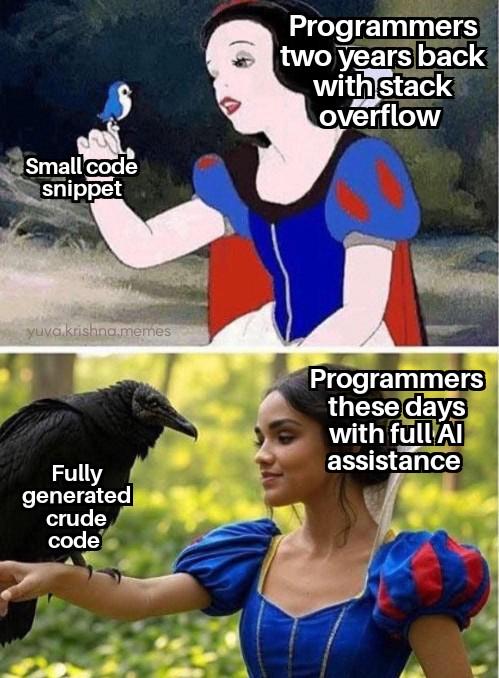 Programmers
two years back
with stack
overflow
Small code
snippet
yuva.krishna.memes
Programmers
these days
with full AI
assistance
Fully
generated
crude
code